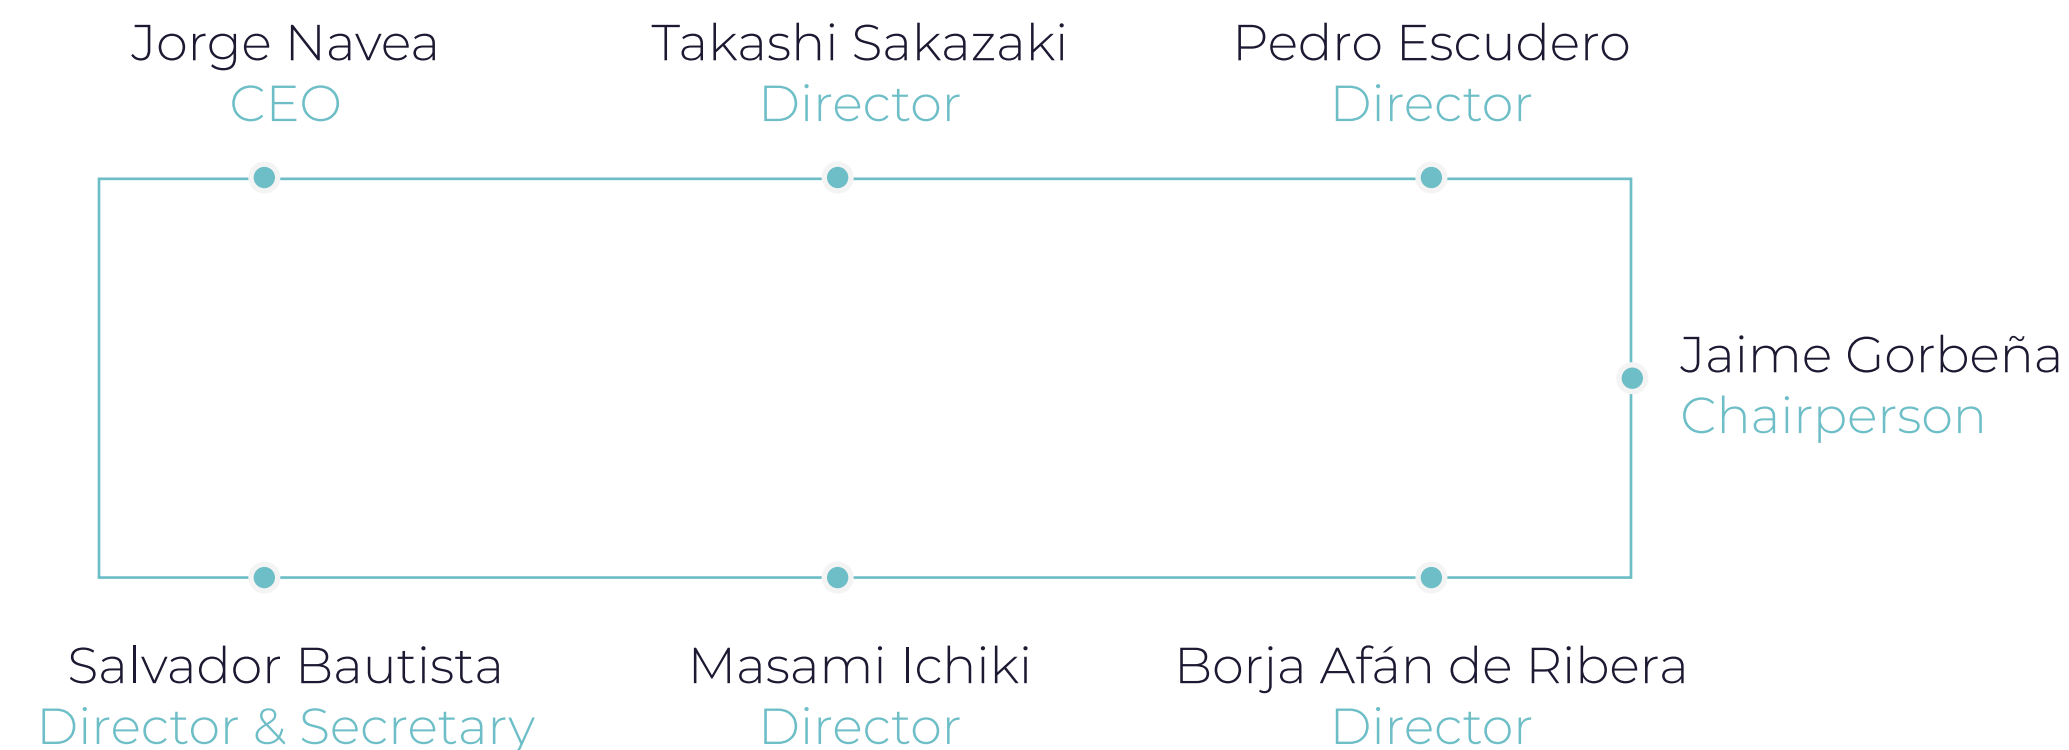 Jorge Navea
CEO
Takashi Sakazaki
Director
Pedro Escudero
Director
Jaime Gorbeña
Chairperson
Salvador Bautista
Director & Secretary
Masami Ichiki
Director
Borja Afán de Ribera
Director